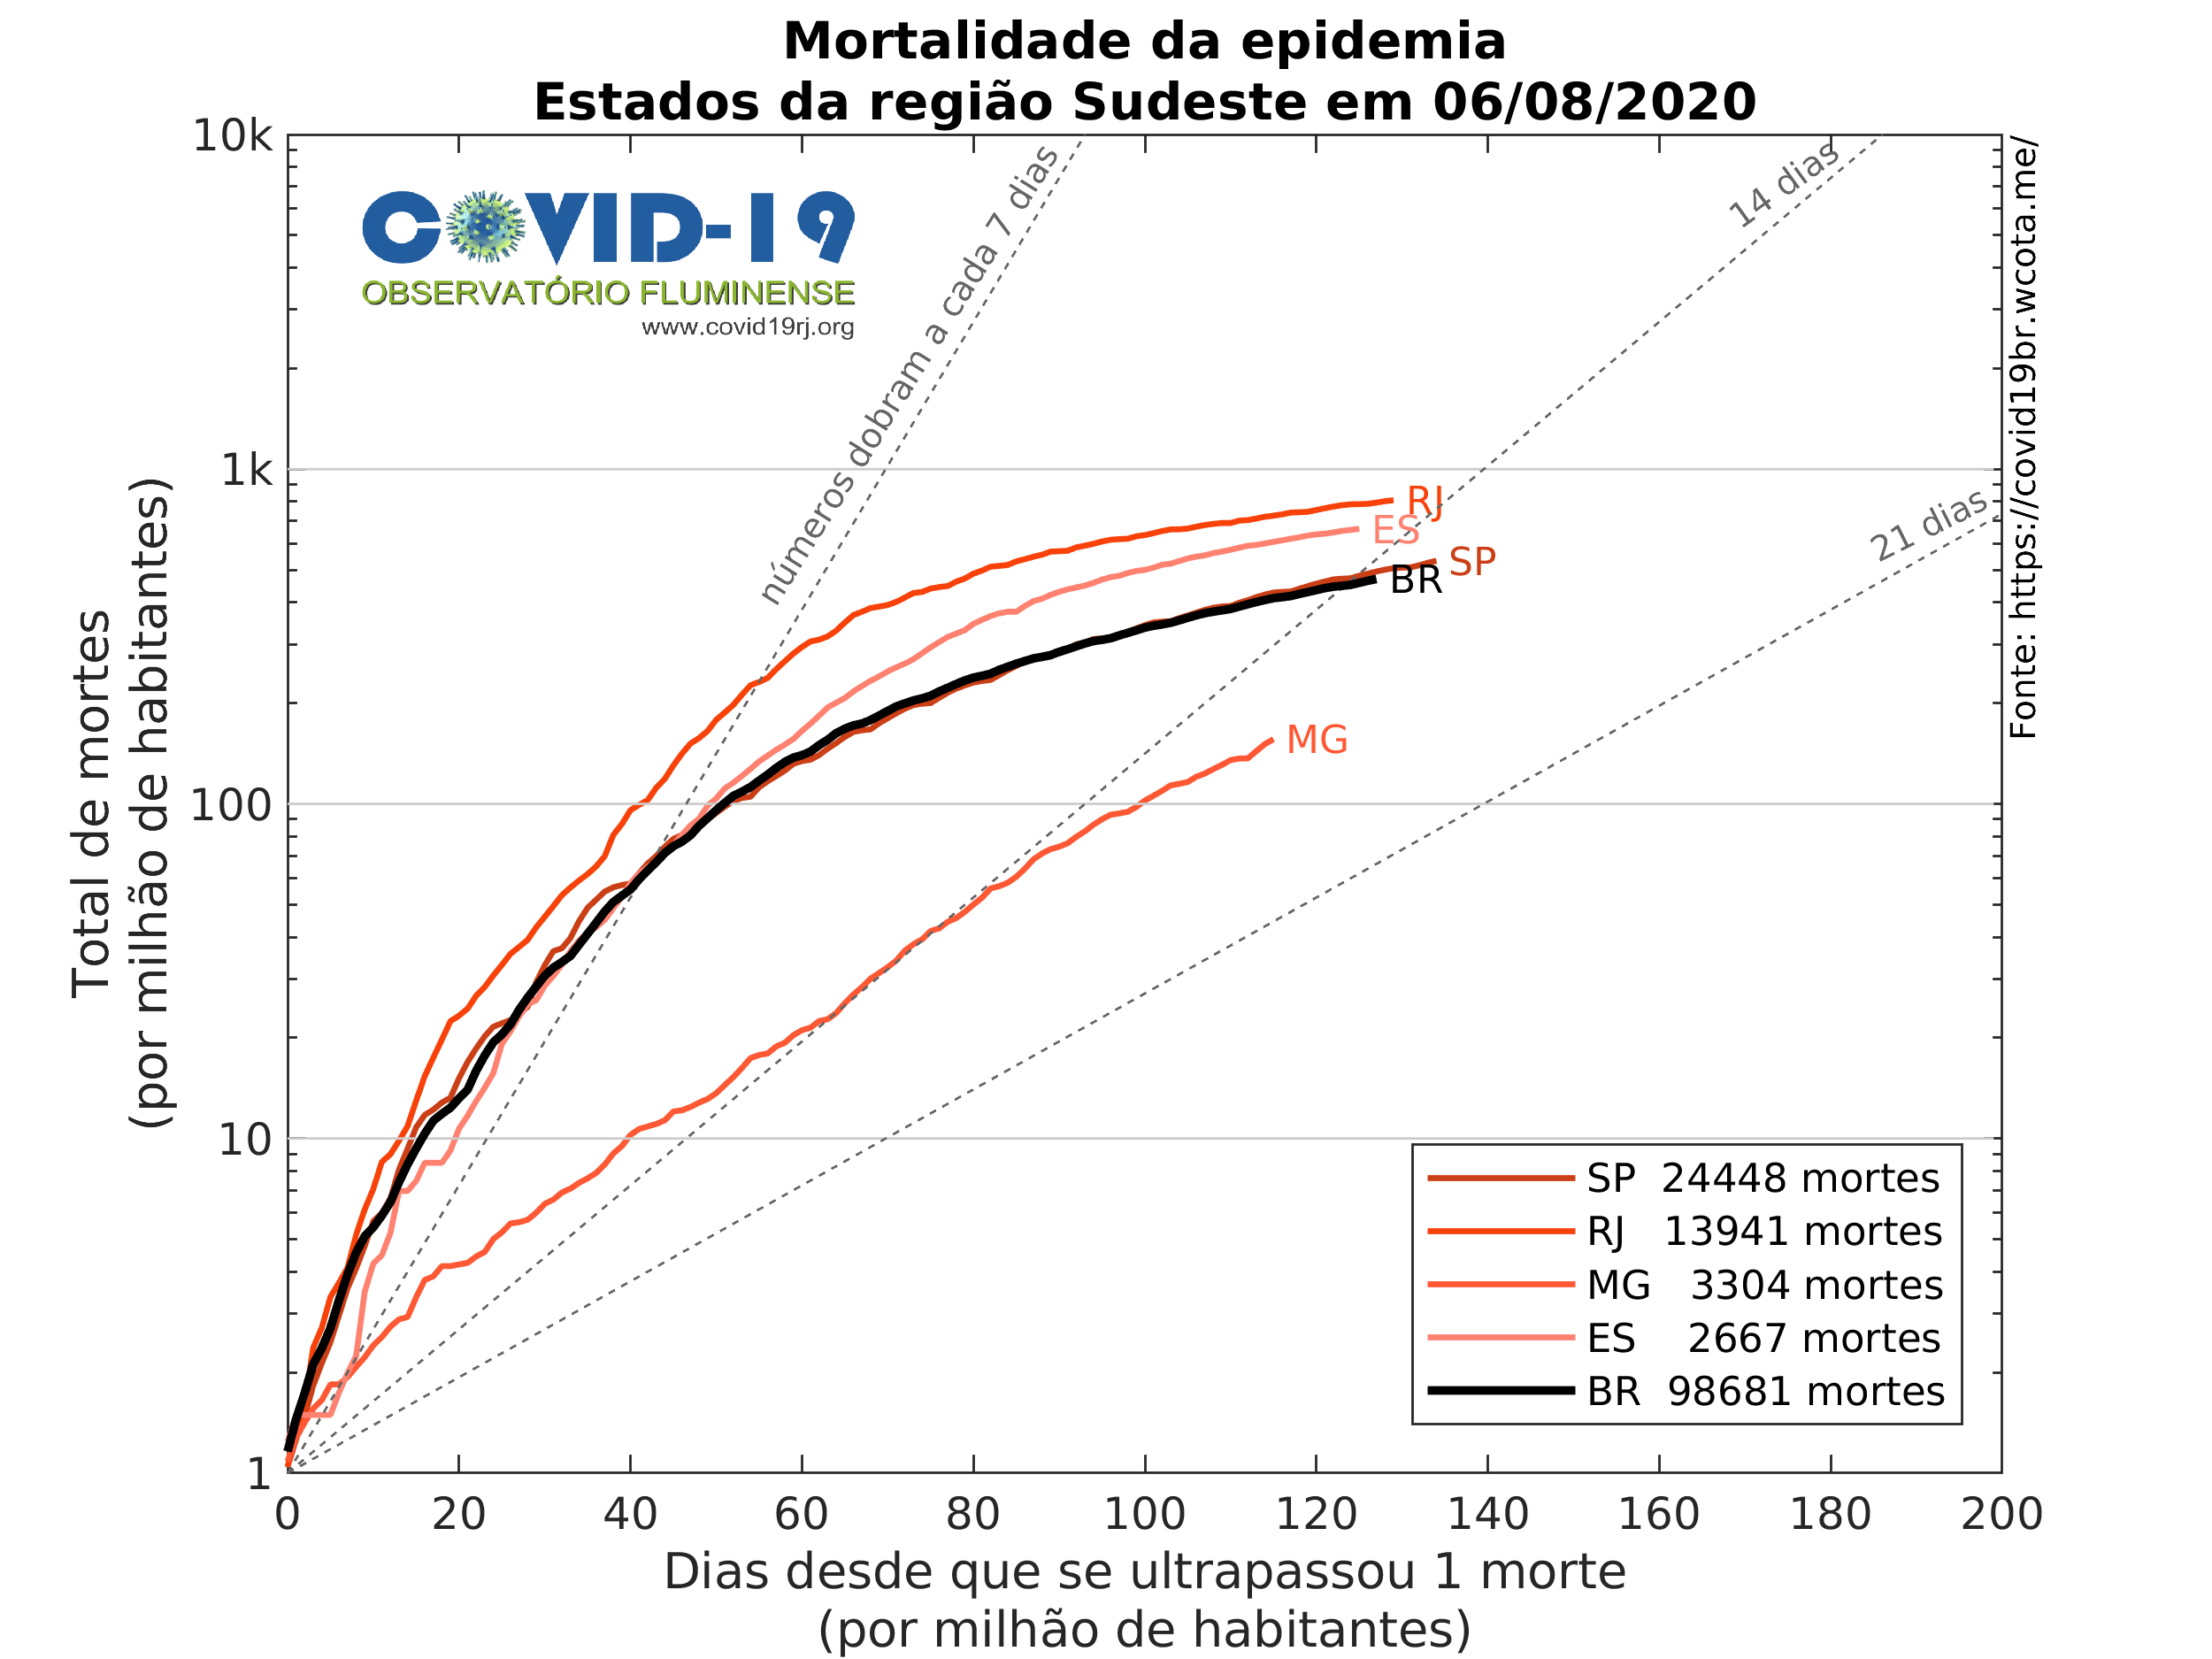 Mortalidade da epidemia
Estados da região Sudeste em 06/08/2020
COVID-19
OBSERVATÓRIO FLUMINENSE
www.covid19rj.org
números dobram a cada 7 dias
14 dias
21 dias
Fonte: https://covid19br.wcota.me/
Total de mortes
(por milhão de habitantes)
10k
1k
100
10
1
RJ
ES
SP
BR
MG
SP 24448 mortes
RJ 13941 mortes
MG 3304 mortes
ES 2667 mortes
BR 98681 mortes
0 20 40 60 80 100 120 140 160 180 200
Dias desde que se ultrapassou 1 morte
(por milhão de habitantes)